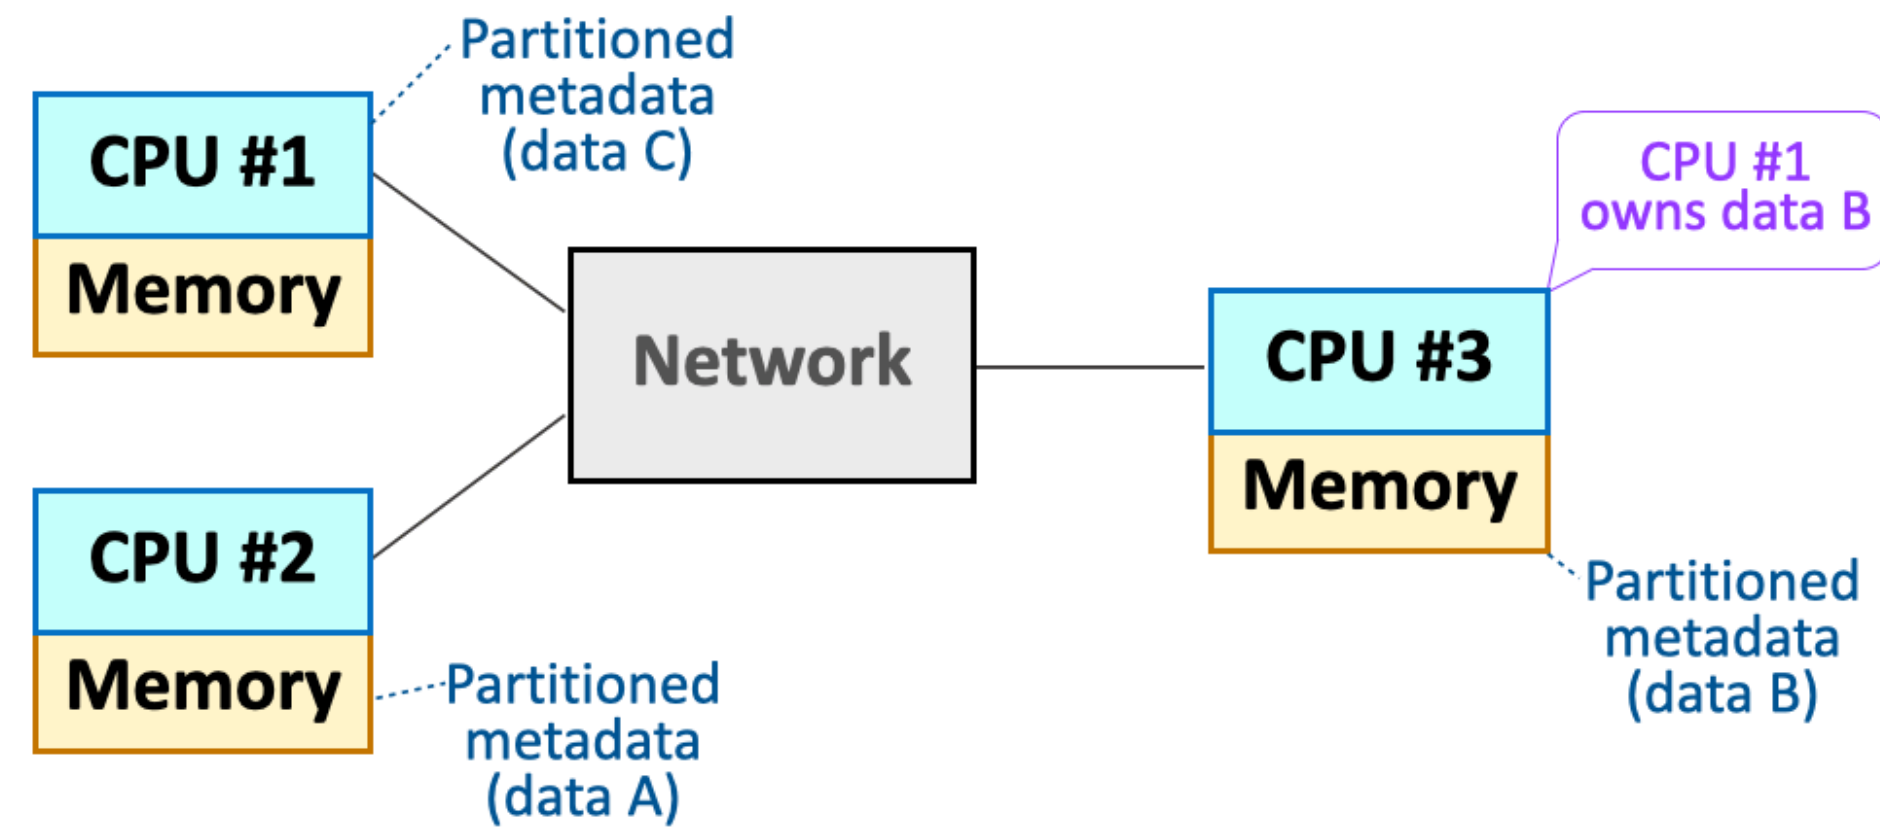 Partitioned
metadata
(data C)
CPU #1
Memory
CPU #1
owns data B
Network
CPU #3
Memory
CPU #2
Memory
Partitioned
metadata
(data B)
Partitioned
metadata
(data A)